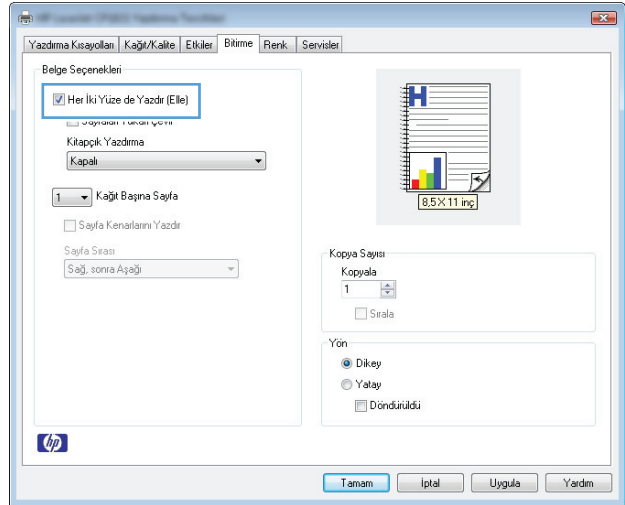 Yazdırma Kısayolları Kağıt/Kalite Etkiler Bitirme Renk Servisler
Belge Seçenekleri
Her İki Yüze de Yazdır (Elle)
Kitapçık Yazdırma
Kapalı
1 Kağıt Başına Sayfa
Sayfa Kenarlarını Yazdır
Sayfa Sırası
Sağ, sonra Aşağı
H
8,5 X 11 inç
Kopya Sayısı
Kopyala
1
Sırala
Yön
Dikey
Yatay
Döndürüldü
hp
Tamam İptal Uygula Yardım